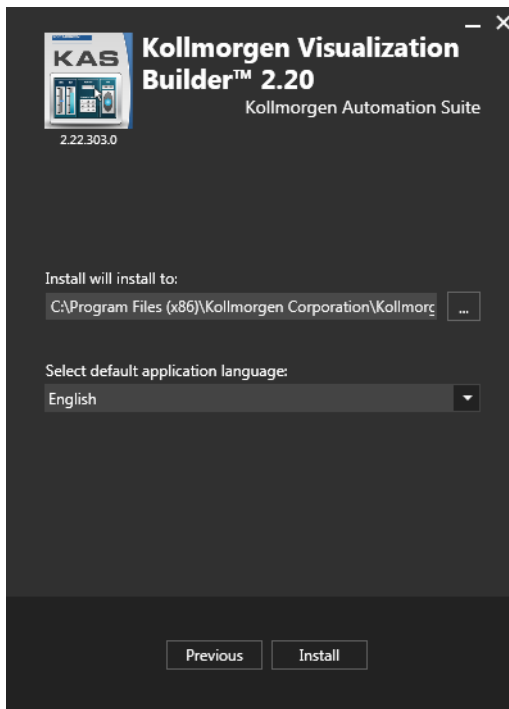 KAS
Kollmorgen Visualization
Builder™ 2.20
Kollmorgen Automation Suite
2.22.303.0
Install will install to:
C:\Program Files (x86)\Kollmorgen Corporation\Kollmorg
...
Select default application language:
English
Previous
Install